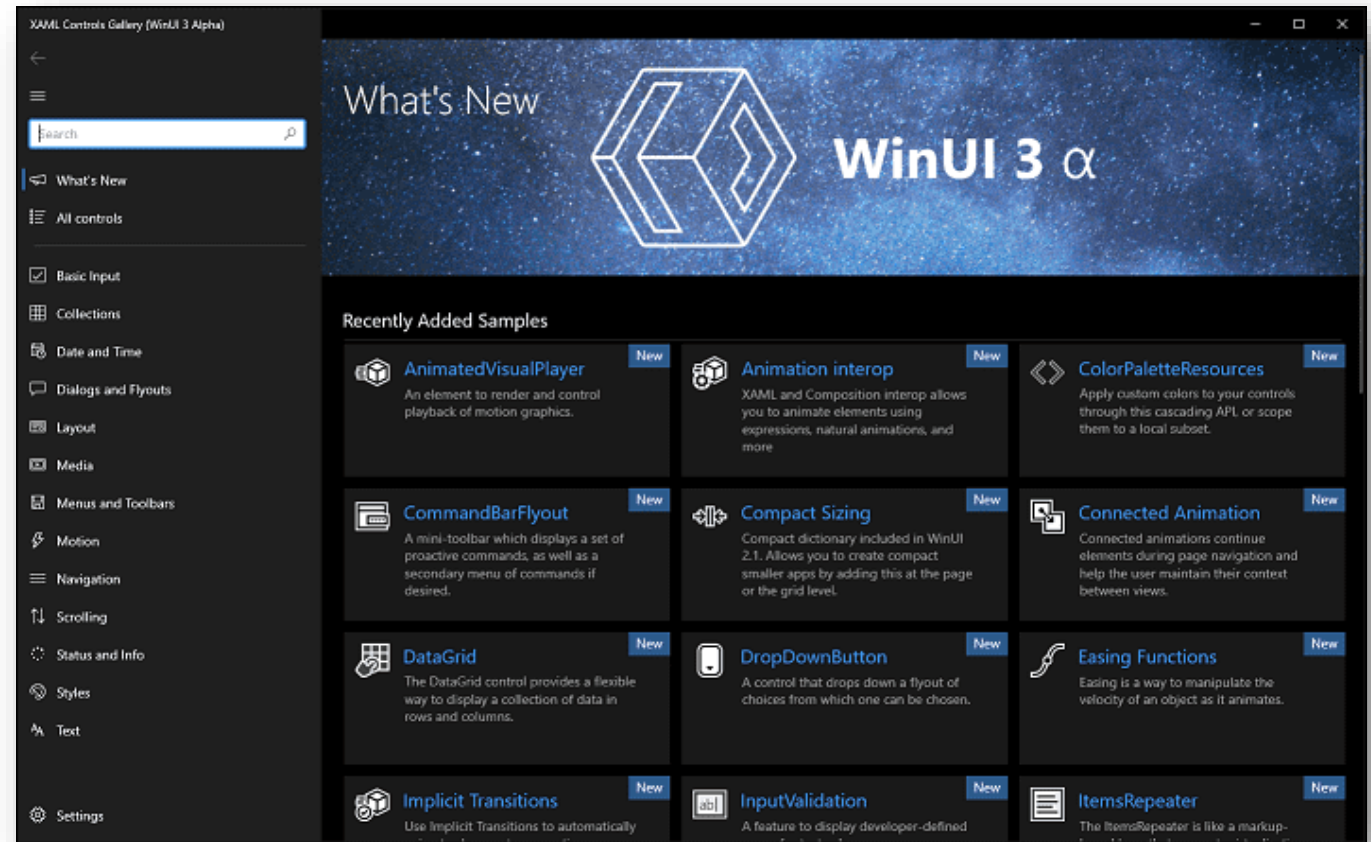 XAML Controls Gallery (WinUI 3 Alpha)
Search
What's New
All controls
Basic Input
Collections
Date and Time
Dialogs and Flyouts
Layout
Media
Menus and Toolbars
Motion
Navigation
Scrolling
Status and Info
Styles
Text
Settings
What's New
WinUI 3 α
Recently Added Samples
New
AnimatedVisualPlayer
An element to render and control
playback of motion graphics.
New
Animation interop
XAML and Composition interop allows
you to animate elements using
expressions, natural animations, and
more
New
ColorPaletteResources
Apply custom colors to your controls
through this cascading API, or scope
them to a local subset.
New
CommandBarFlyout
A mini-toolbar which displays a set of
proactive commands, as well as a
secondary menu of commands if
desired.
New
Compact Sizing
Compact dictionary included in WinUI
2.1. Allows you to create compact
smaller apps by adding this at the page
or the grid level.
New
Connected Animation
Connected animations continue
elements during page navigation and
help the user maintain their context
between views.
New
DataGrid
The DataGrid control provides a flexible
way to display a collection of data in
rows and columns.
New
DropDownButton
A control that drops down a flyout of
choices from which one can be chosen.
New
Easing Functions
Easing is a way to manipulate the
velocity of an object as it animates.
New
Implicit Transitions
Use Implicit Transitions to automatically
New
ab
InputValidation
A feature to display developer-defined
New
ItemsRepeater
The ItemsRepeater is like a markup-